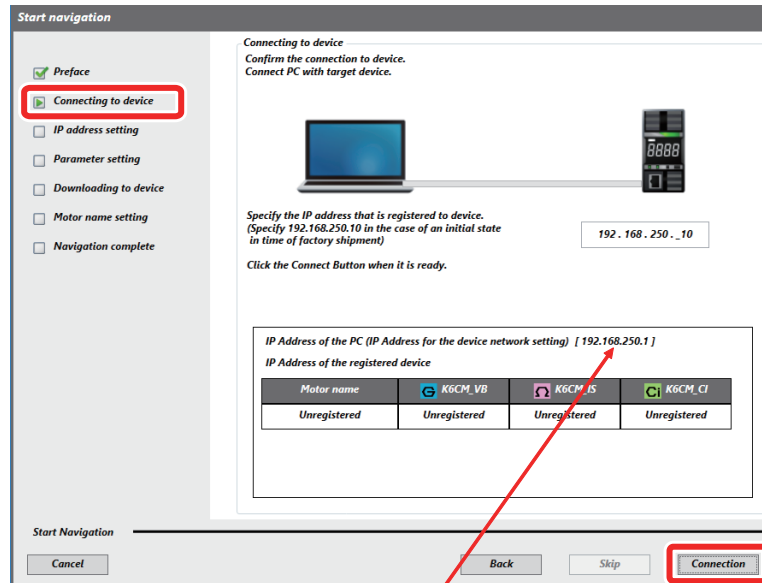 Start navigation
Preface
Connecting to device
IP address setting
Parameter setting
Downloading to device
Motor name setting
Navigation complete
Connecting to device
Confirm the connection to device.
Connect PC with target device.
8888
Specify the IP address that is registered to device.
(Specify 192.168.250.10 in the case of an initial state
in time of factory shipment)
192 . 168 . 250 . _10
Click the Connect Button when it is ready.
IP Address of the PC (IP Address for the device network setting) [ 192.168.250.1 ]
IP Address of the registered device
Motor name G K6CM_VB Ω K6CM_IS Ci K6CM_CI
Unregistered Unregistered Unregistered Unregistered
Start Navigation
Cancel Back Skip Connection